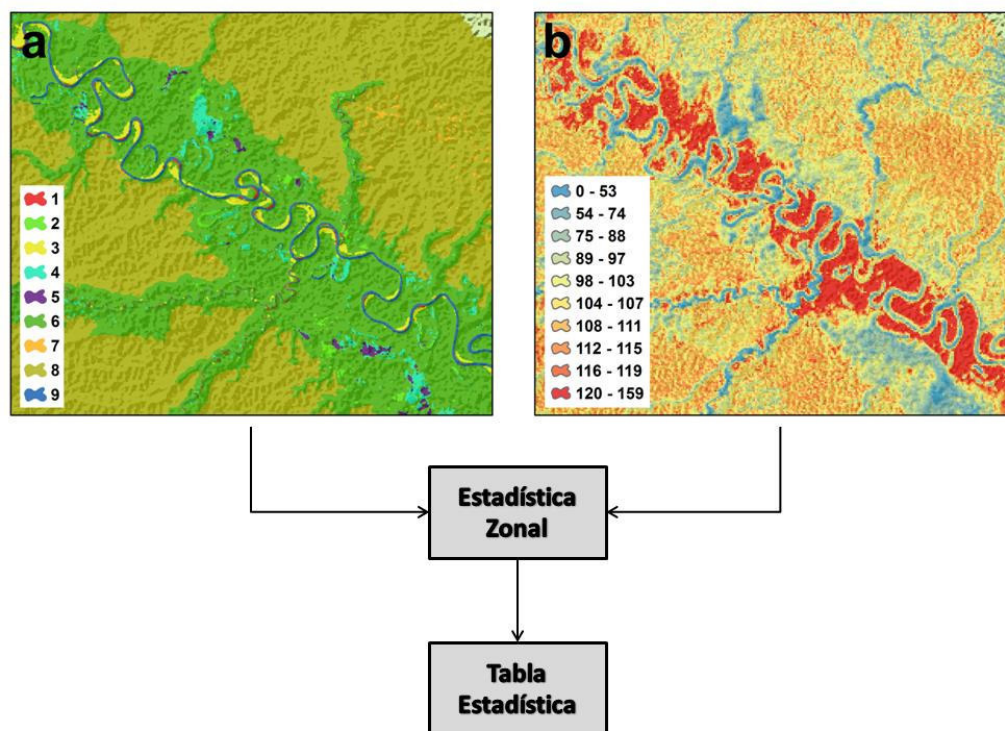 a
1
2
3
4
5
6
7
8
9
b
0 - 53
54 - 74
75 - 88
89 - 97
98 - 103
104 - 107
108 - 111
112 - 115
116 - 119
120 - 159
Estadística
Zonal
Tabla
Estadística